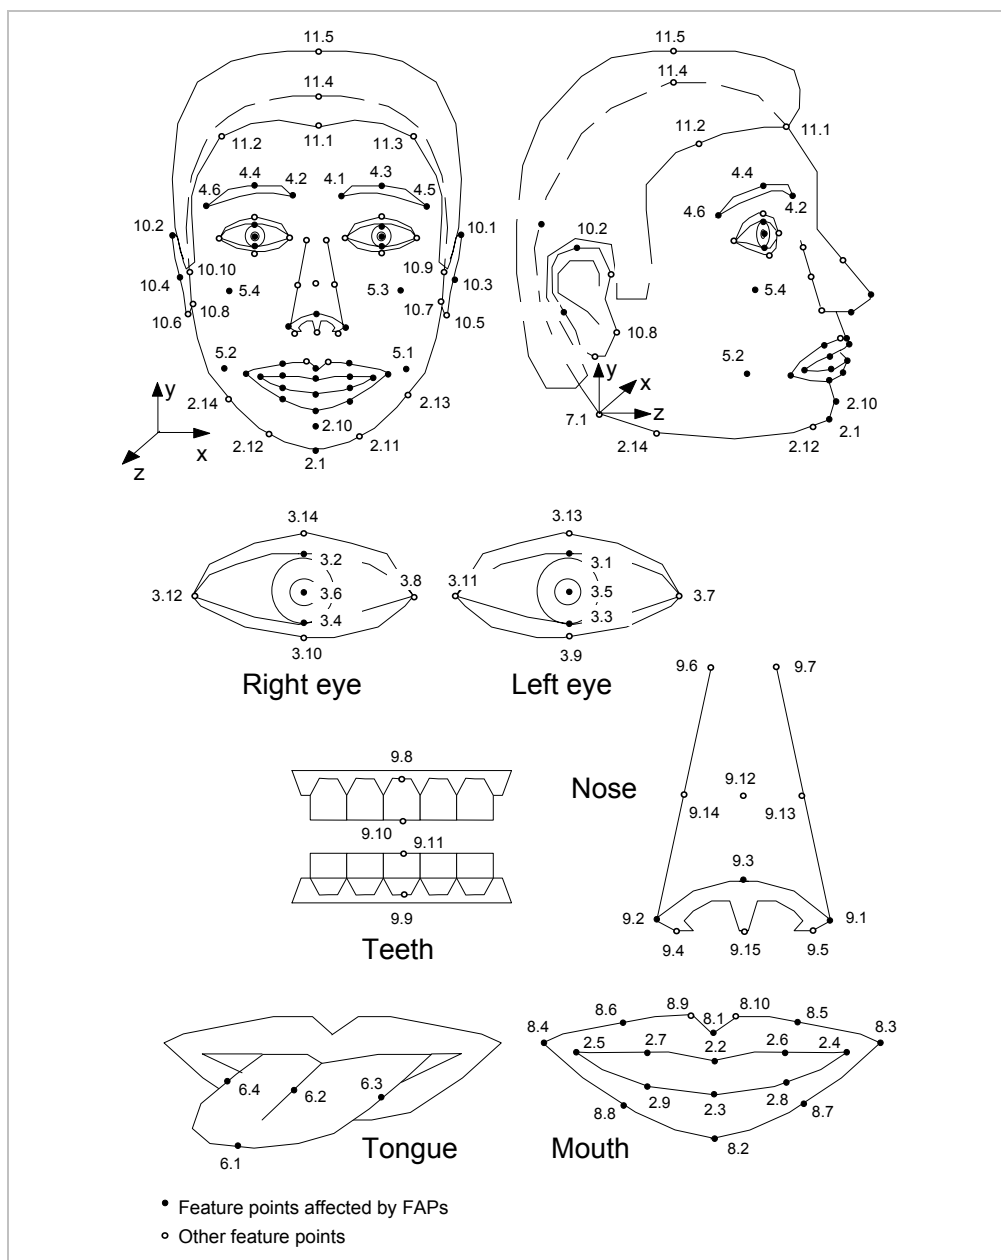 11.5 11.5
11.4 11.4
11.2 11.1 11.3 11.2 11.1
4.4 4.3 4.4
4.6 4.2 4.1 4.5 4.6 4.2
10.2 10.1 10.2
10.10 10.9
10.4 5.4 5.3 10.3 5.4
10.8 10.7
10.6 10.5 10.8
5.2 5.1 5.2
y y x
2.14 2.13 7.1 z 2.10
2.10
z x 2.12 2.11 2.14 2.12 2.1
2.1
3.14 3.13
3.2 3.1
3.12 3.6 3.8 3.11 3.5 3.7
3.4 3.3
3.10 3.9
Right eye Left eye
9.6 9.7
9.8
Nose 9.12
9.14 9.13
9.10 9.11
9.3
9.9 9.2 9.1
Teeth 9.4 9.15 9.5
8.6 8.9 8.10 8.5
8.4 8.1 8.3
2.5 2.7 2.2 2.6 2.4
6.4 6.2 6.3
2.9 2.3 2.8
8.8 8.7
6.1 Tongue Mouth 8.2
Feature points affected by FAPs
Other feature points